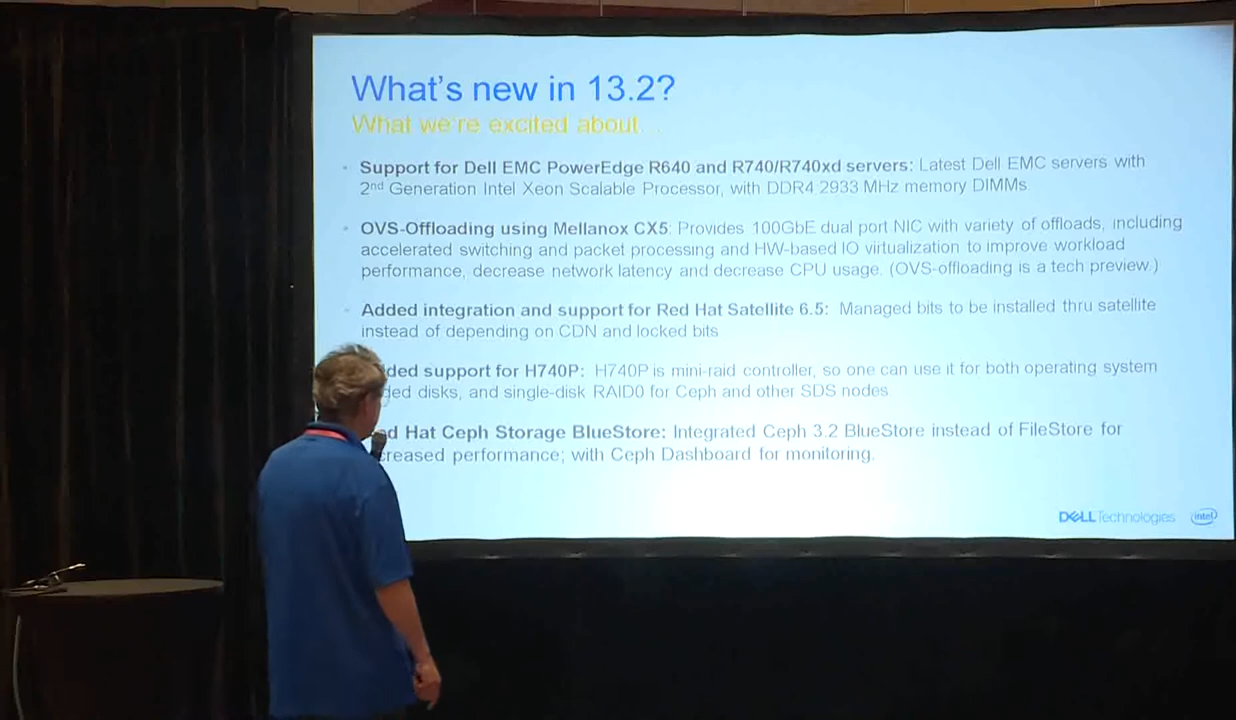 What's new in 13.2?
What we're excited about...
Support for Dell EMC PowerEdge R640 and R740/R740xd servers: Latest Dell EMC servers with
2nd Generation Intel Xeon Scalable Processor, with DDR4 2933 MHz memory DIMMs.
OVS-Offloading using Mellanox CX5: Provides 100GbE dual port NIC with variety of offloads, including
accelerated switching and packet processing and HW-based IO virtualization to improve workload
performance, decrease network latency and decrease CPU usage. (OVS-offloading is a tech preview.)
Added integration and support for Red Hat Satellite 6.5: Managed bits to be installed thru satellite
instead of depending on CDN and locked bits
support for H740P: H740P is mini-raid controller, so one can use it for both operating system
disks, and single-disk RAID0 for Ceph and other SDS nodes
Hat Ceph Storage BlueStore: Integrated Ceph 3.2 BlueStore instead of FileStore for
performance; with Ceph Dashboard for monitoring.
DELL Technologies intel